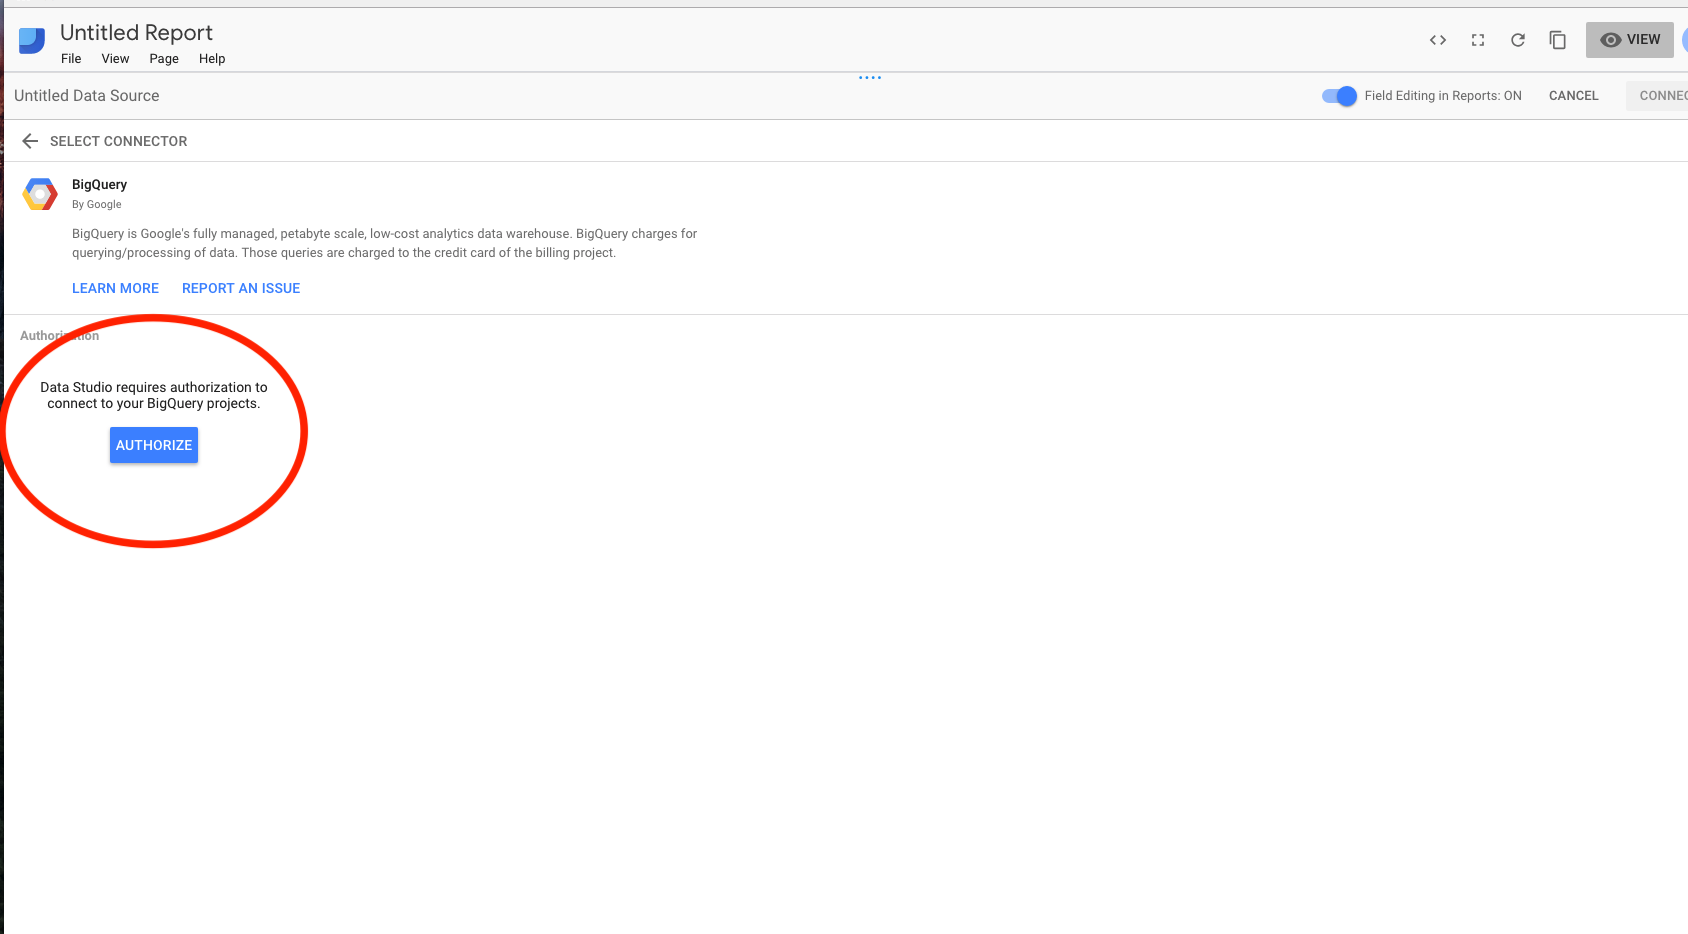 Untitled Report
File View Page Help
VIEW
Untitled Data Source
Field Editing in Reports: ON CANCEL CONNEC
SELECT CONNECTOR
BigQuery
By Google
BigQuery is Google's fully managed, petabyte scale, low-cost analytics data warehouse. BigQuery charges for
querying/processing of data. Those queries are charged to the credit card of the billing project.
LEARN MORE REPORT AN ISSUE
Authorization
Data Studio requires authorization to
connect to your BigQuery projects.
AUTHORIZE